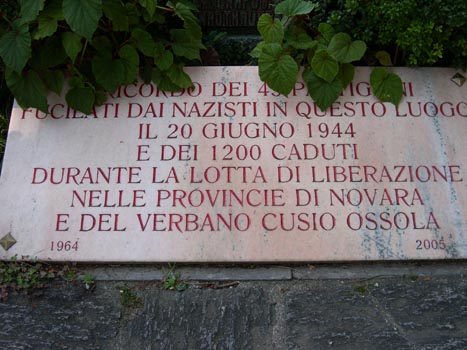 DEI
FUCILATI DAI NAZISTI IN QUESTO LUOGO
IL 20 GIUGNO 1944
E DEI 1200 CADUTI
DURANTE LA LOTTA DI LIBERAZIONE
NELLE PROVINCIE DI NOVARA
E DEL VERBANO CUSIO OSSOLA
1964 2005